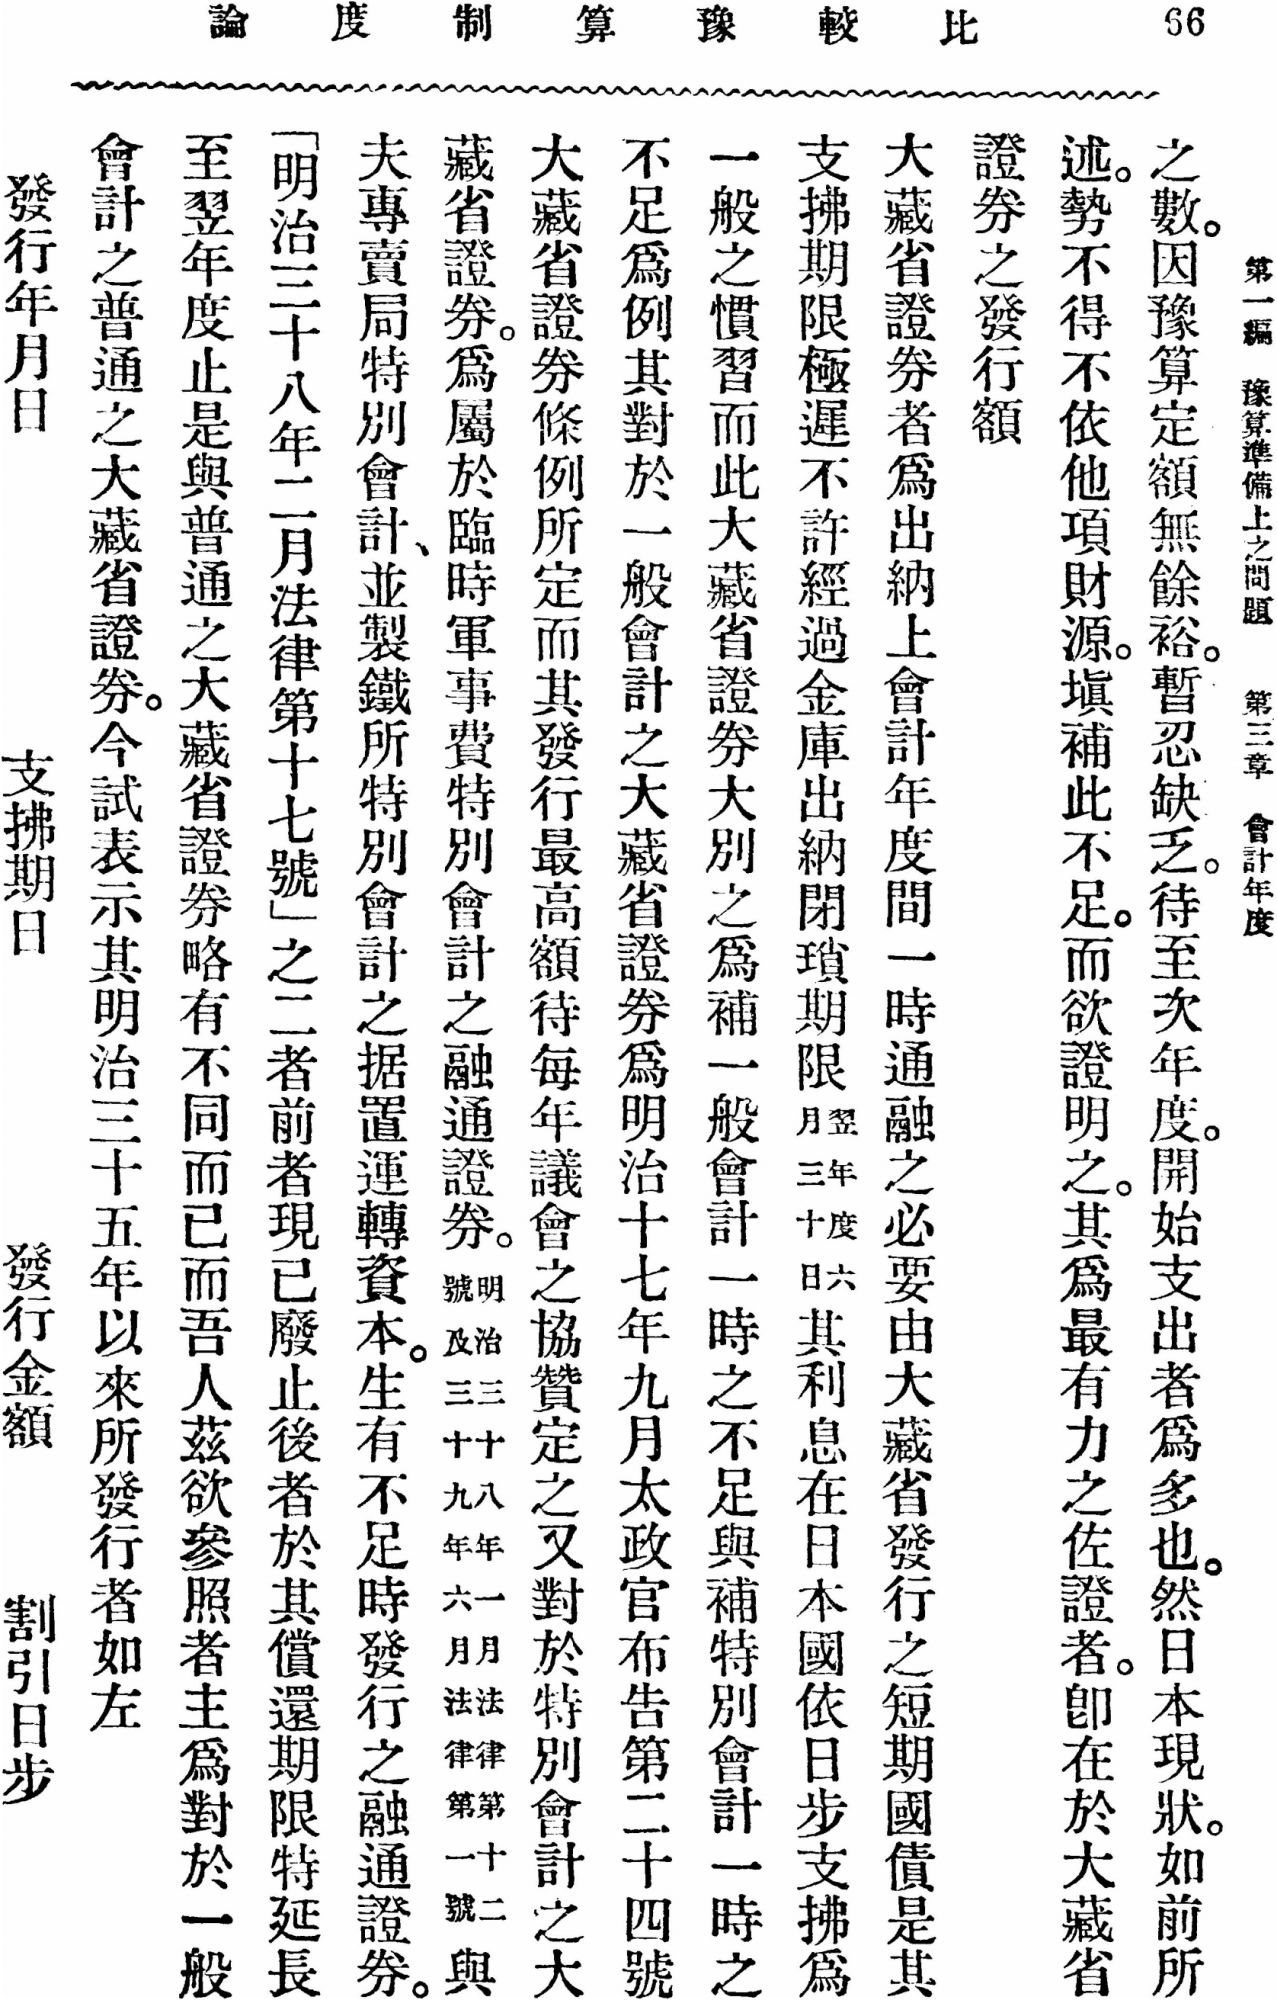 66
比較豫算制度論
第一編 豫算準備上之問題 第三章 會計年度
之數。因豫算定額無餘裕。暫忍缺乏。待至次年度。開始支出者爲多也。然日本現狀。如前所
述。勢不得不依他項財源。塡補此不足。而欲證明之。其爲最有力之佐證者。卽在於大藏省
證券之發行額
大藏省證券者爲出納上會計年度間一時通融之必要由大藏省發行之短期國債是其
支拂期限極遲不許經過金庫出納閉瑣期限翌年度六月三十日其利息在日本國依日步支拂爲
一般之慣習而此大藏省證券大別之爲補一般會計一時之不足與補特別會計一時之
不足爲例其對於一般會計之大藏省證券爲明治十七年九月太政官布告第二十四號
大藏省證券條例所定而其發行最高額待每年議會之協贊定之又對於特別會計之大
藏省證券。爲屬於臨時軍事費特別會計之融通證券。明治三十八年一月法律第十二號及三十九年六月法律第一號與
夫專賣局特別會計、並製鐵所特別會計之据置運轉資本。生有不足時發行之融通證券。
「明治三十八年二月法律第十七號」之二者前者現已廢止後者於其償還期限特延長
至翌年度止是與普通之大藏省證券略有不同而已而吾人茲欲參照者主爲對於一般
會計之普通之大藏省證券。今試表示其明治三十五年以來所發行者如左
發行年月日 支拂期日 發行金額 割引日步